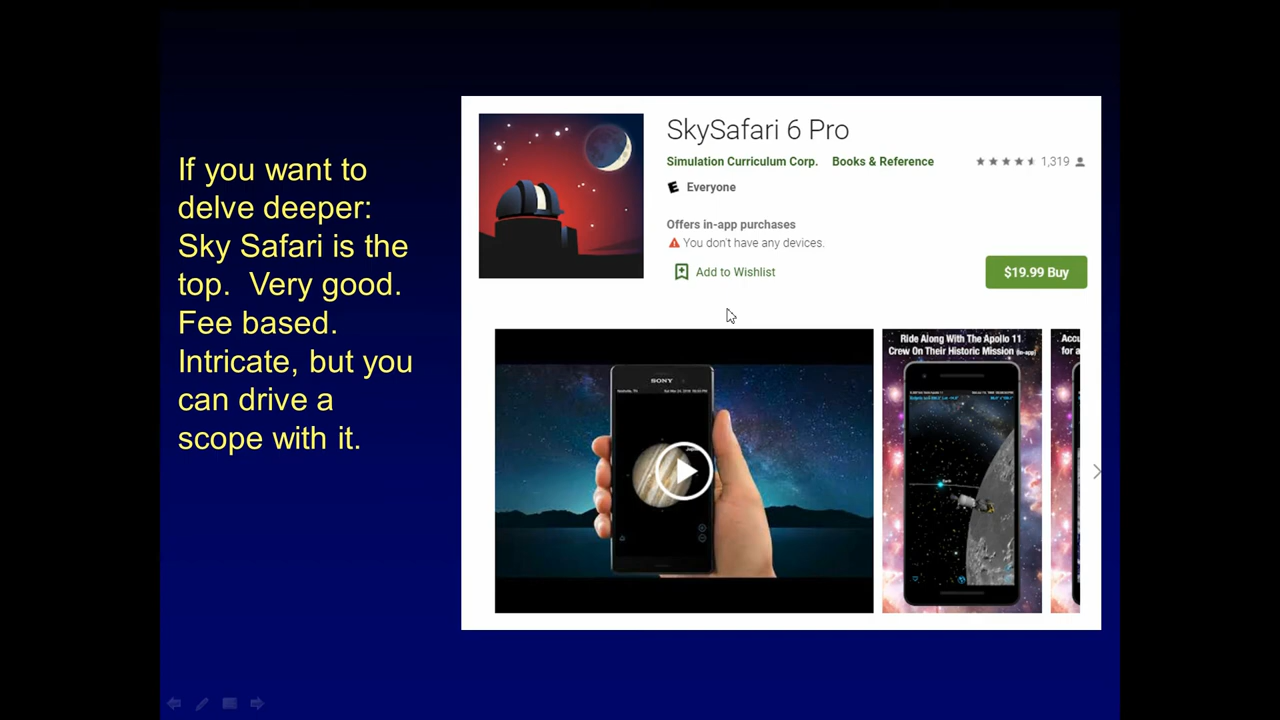 If you want to
delve deeper:
Sky Safari is the
top.  Very good.
Fee based.
Intricate, but you
can drive a
scope with it.
SkySafari 6 Pro
Simulation Curriculum Corp. Books & Reference 1,319
E Everyone
Offers in-app purchases
You don't have any devices.
Add to Wishlist
$19.99 Buy
SONY
Ride Along With The Apollo 11
Crew On Their Historic Mission (in-app)
Earth